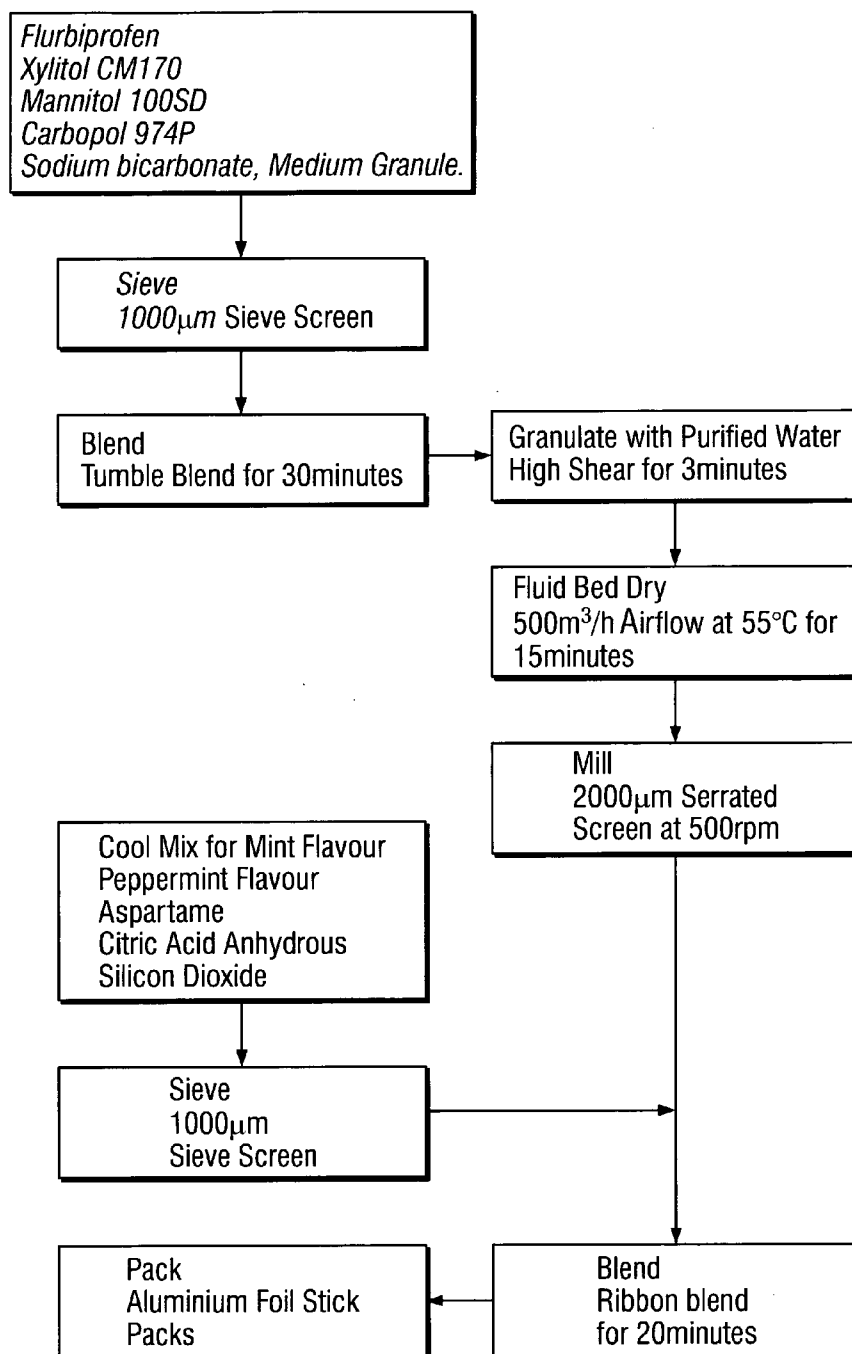 Flurbiprofen
Xylitol CM170
Mannitol 100SD
Carbopol 974P
Sodium bicarbonate, Medium Granule.
Sieve
1000μm Sieve Screen
Blend
Tumble Blend for 30minutes
Granulate with Purified Water
High Shear for 3minutes
Fluid Bed Dry
500m³/h Airflow at 55°C for
15minutes
Mill
2000μm Serrated
Screen at 500rpm
Cool Mix for Mint Flavour
Peppermint Flavour
Aspartame
Citric Acid Anhydrous
Silicon Dioxide
Sieve
1000μm
Sieve Screen
Blend
Ribbon blend
for 20minutes
Pack
Aluminium Foil Stick
Packs